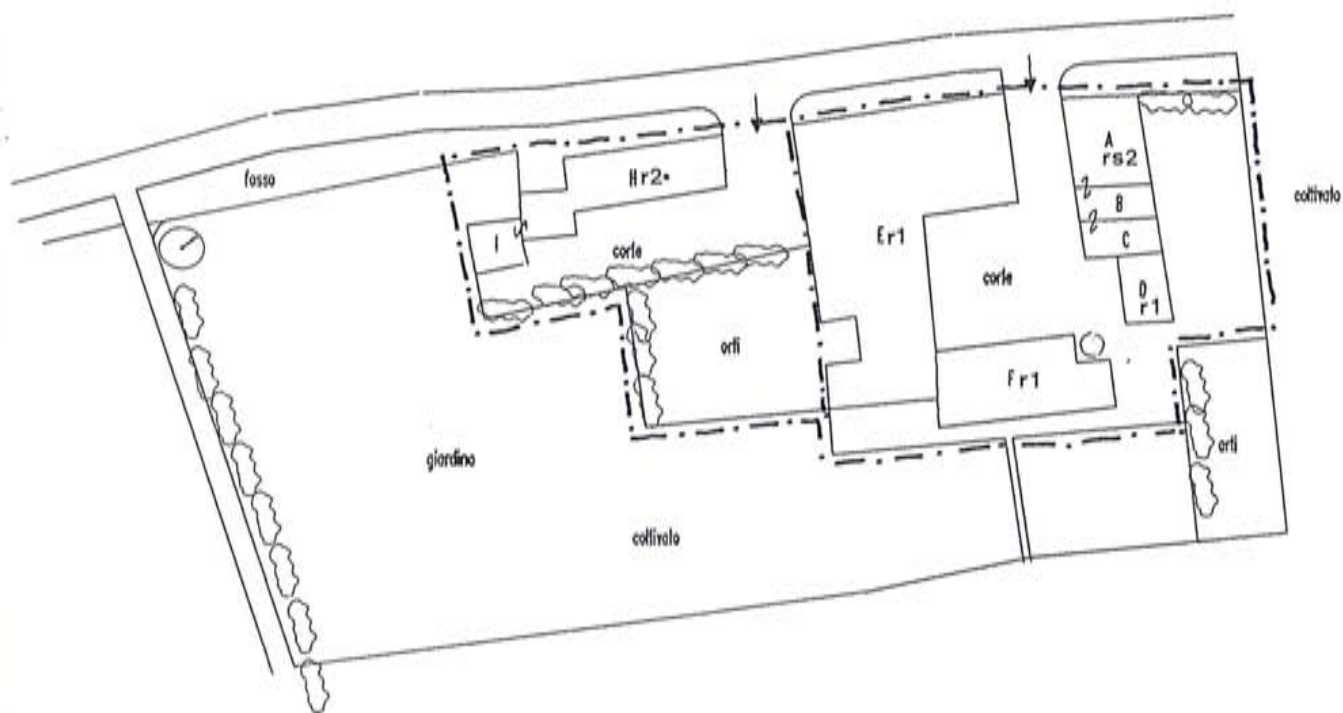 fosso
Hr2•
I
corte
orti
Er1
corte
Fr1
A
rs2
B
C
D
r1
coltivato
giardino
coltivato
orti